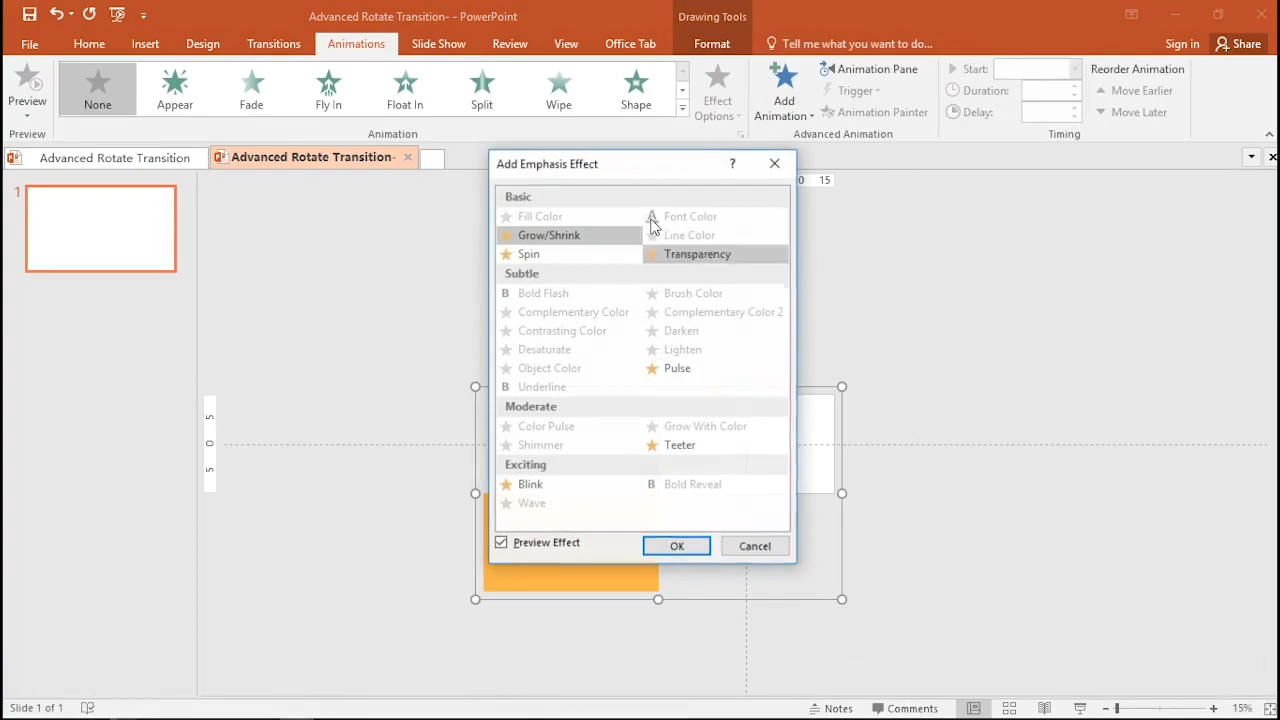 Advanced Rotate Transition- - PowerPoint
Drawing Tools
File Home Insert Design Transitions Animations Slide Show Review View Office Tab Format Tell me what you want to do... Sign in Share
None Appear Fade Fly In Float In Split Wipe Shape
Preview
Effect Options
Add Animation
Animation Pane
Trigger
Animation Painter
Start:
Duration:
Delay:
Reorder Animation
Move Earlier
Move Later
Preview Animation Advanced Animation Timing
Advanced Rotate Transition Advanced Rotate Transition-
1
0 15
5
0
5
Add Emphasis Effect ?
Basic
Fill Color A Font Color
Grow/Shrink Line Color
Spin Transparency
Subtle
B Bold Flash Brush Color
Complementary Color Complementary Color 2
Contrasting Color Darken
Desaturate Lighten
Object Color Pulse
B Underline
Moderate
Color Pulse Grow With Color
Shimmer Teeter
Exciting
Blink B Bold Reveal
Wave
Preview Effect OK Cancel
Slide 1 of 1 Notes Comments 15%